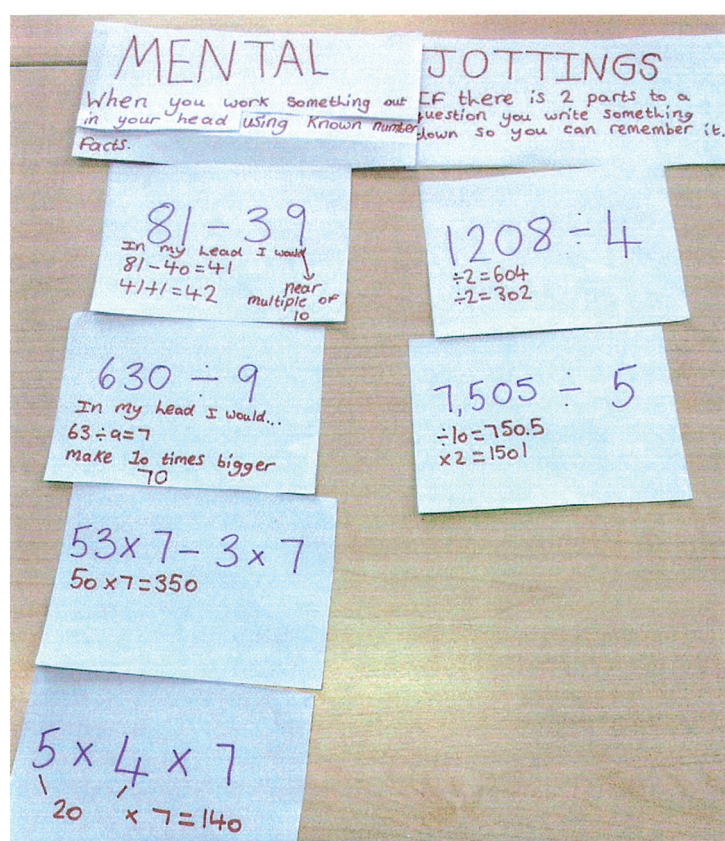 MENTAL
When you work something out
in your head using known number
facts.
81 - 39
In my head I would
81-40=41
41+1=42
near
multiple of
10
630 ÷ 9
In my head I would...
63÷9=7
make 10 times bigger
70
53 x 7 - 3 x 7
50 x 7 = 350
5 x 4 x 7
20 x 7 = 140
JOTTINGS
IF there is 2 parts to a
question you write something
down so you can remember it.
1208 ÷ 4
÷2=604
÷2=302
7,505 ÷ 5
÷10=750.5
x2=1501